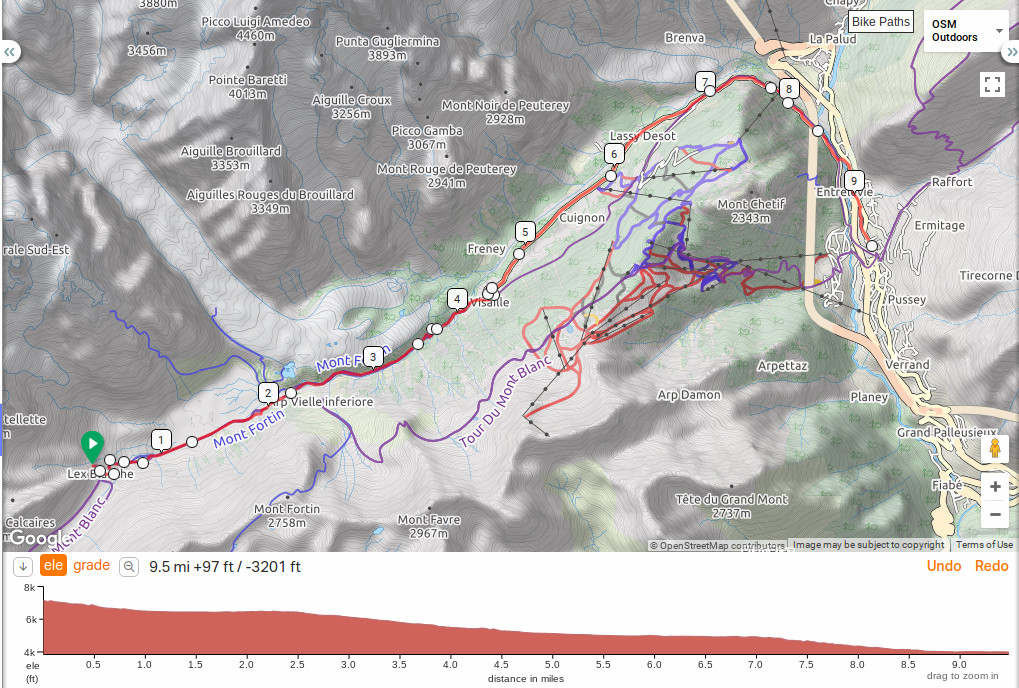 3880m
Picco Luigi Amedeo
4460m
3456m
Punta Gugliermina
3893m
Brenva
Chapy
Bike Paths
OSM
Outdoors
La Palud
«
»
Pointe Baretti
4013m
Aiguille Croux
3256m
Mont Noir de Peuterey
2928m
7
8
Picco Gamba
3067m
Lassy Desot
Aiguille Brouillard
3353m
Mont Rouge de Peuterey
2941m
6
9
Raffort
Aiguilles Rouges du Brouillard
3349m
Mont Chetif
2343m
Cuignon
Ermitage
rale Sud-Est
5
Freney
Tirecorne D
4
Visaille
Pussey
Mont Fortin
3
Arpettaz
Verrand
2
Arp Vielle inferiore
Tour Du Mont Blanc
Arp Damon
Planey
tellette
m
1
Mont Fortin
Grand Palleusieux
Lex Blanche
Fiabé
Mont Fortin
2758m
Tête du Grand Mont
2737m
Calcaires
m
Mont Blanc
Mont Favre
2967m
+
−
Google
© OpenStreetMap contributors
Image may be subject to copyright
Terms of Use
ele
grade
9.5 mi +97 ft / -3201 ft
Undo
Redo
8k
6k
4k
ele
(ft)
0.5 1.0 1.5 2.0 2.5 3.0 3.5 4.0 4.5 5.0 5.5 6.0 6.5 7.0 7.5 8.0 8.5 9.0
distance in miles
drag to zoom in